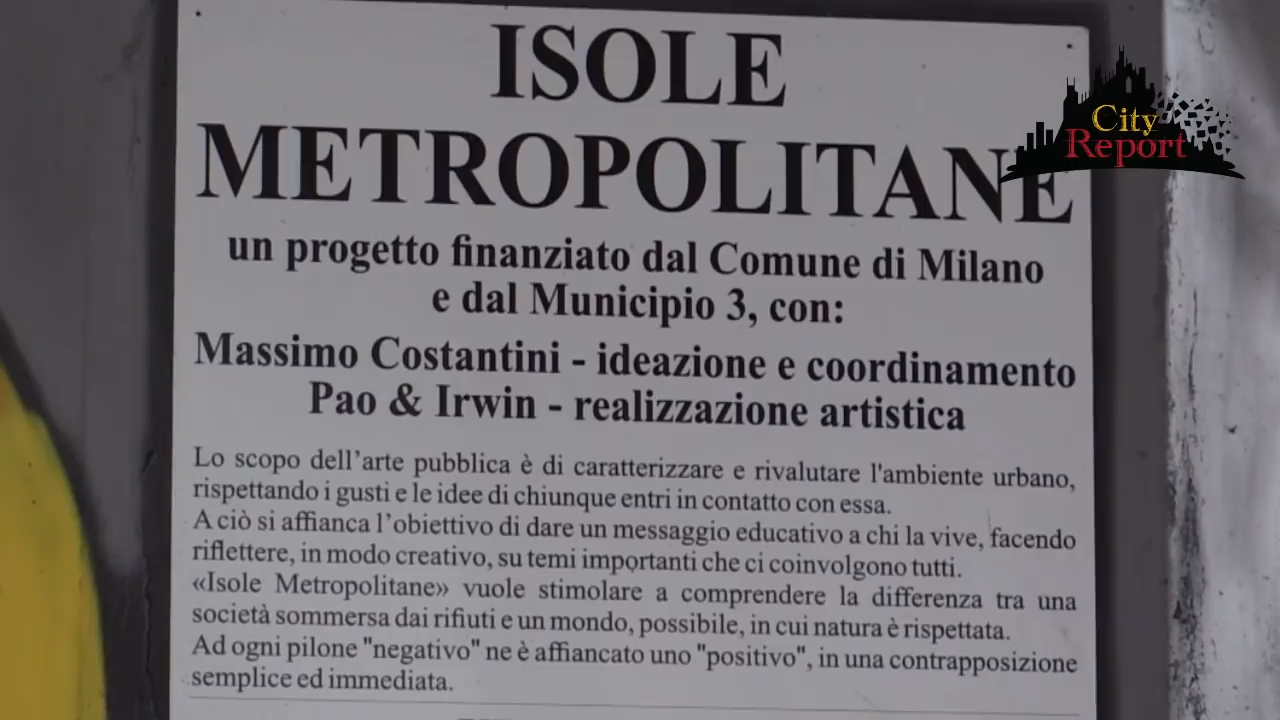 ISOLE
METROPOLITANE
un progetto finanziato dal Comune di Milano
e dal Municipio 3, con:
Massimo Costantini - ideazione e coordinamento
Pao & Irwin - realizzazione artistica
Lo scopo dell'arte pubblica è di caratterizzare e rivalutare l'ambiente urbano,
rispettando i gusti e le idee di chiunque entri in contatto con essa.
A ciò si affianca l'obiettivo di dare un messaggio educativo a chi la vive, facendo
riflettere, in modo creativo, su temi importanti che ci coinvolgono tutti.
«Isole Metropolitane» vuole stimolare a comprendere la differenza tra una
società sommersa dai rifiuti e un mondo, possibile, in cui natura è rispettata.
Ad ogni pilone "negativo" ne è affiancato uno "positivo", in una contrapposizione
semplice ed immediata.
City
Report